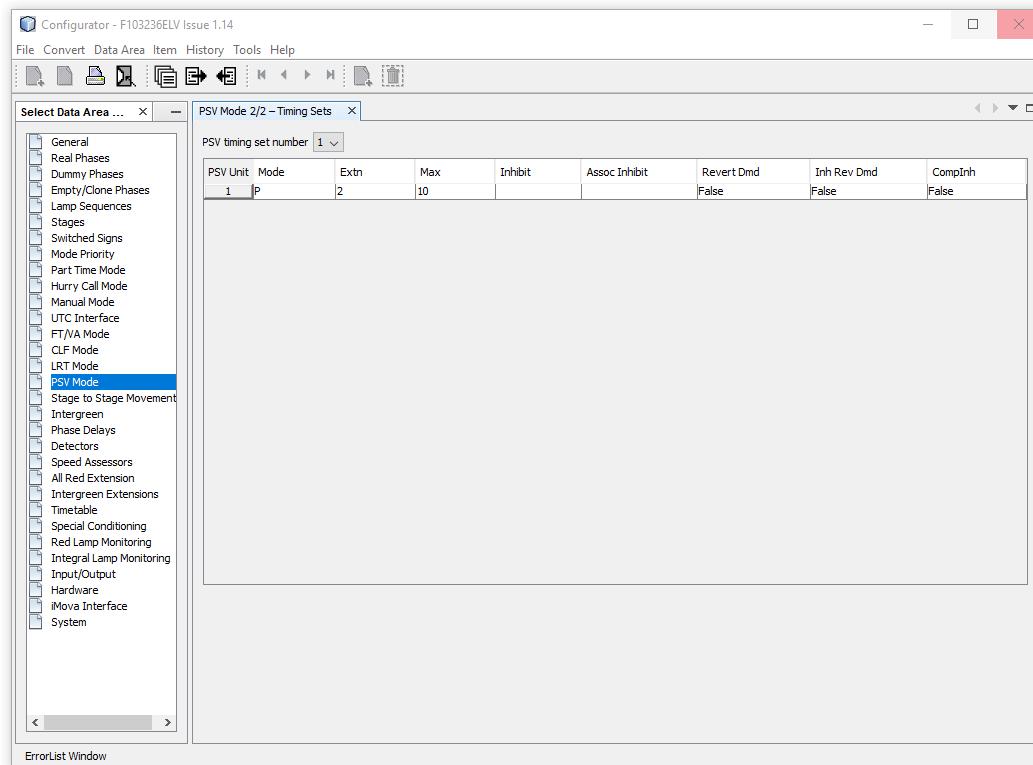 Configurator - F103236ELV Issue 1.14
File Convert Data Area Item History Tools Help
Select Data Area ...
PSV Mode 2/2 – Timing Sets
General
Real Phases
Dummy Phases
Empty/Clone Phases
Lamp Sequences
Stages
Switched Signs
Mode Priority
Part Time Mode
Hurry Call Mode
Manual Mode
UTC Interface
FT/VA Mode
CLF Mode
LRT Mode
PSV Mode
Stage to Stage Movement
Intergreen
Phase Delays
Detectors
Speed Assessors
All Red Extension
Intergreen Extensions
Timetable
Special Conditioning
Red Lamp Monitoring
Integral Lamp Monitoring
Input/Output
Hardware
iMova Interface
System
PSV timing set number 1
PSV Unit Mode Extn Max Inhibit Assoc Inhibit Revert Dmd Inh Rev Dmd CompInh
1 P 2 10 False False False
ErrorList Window